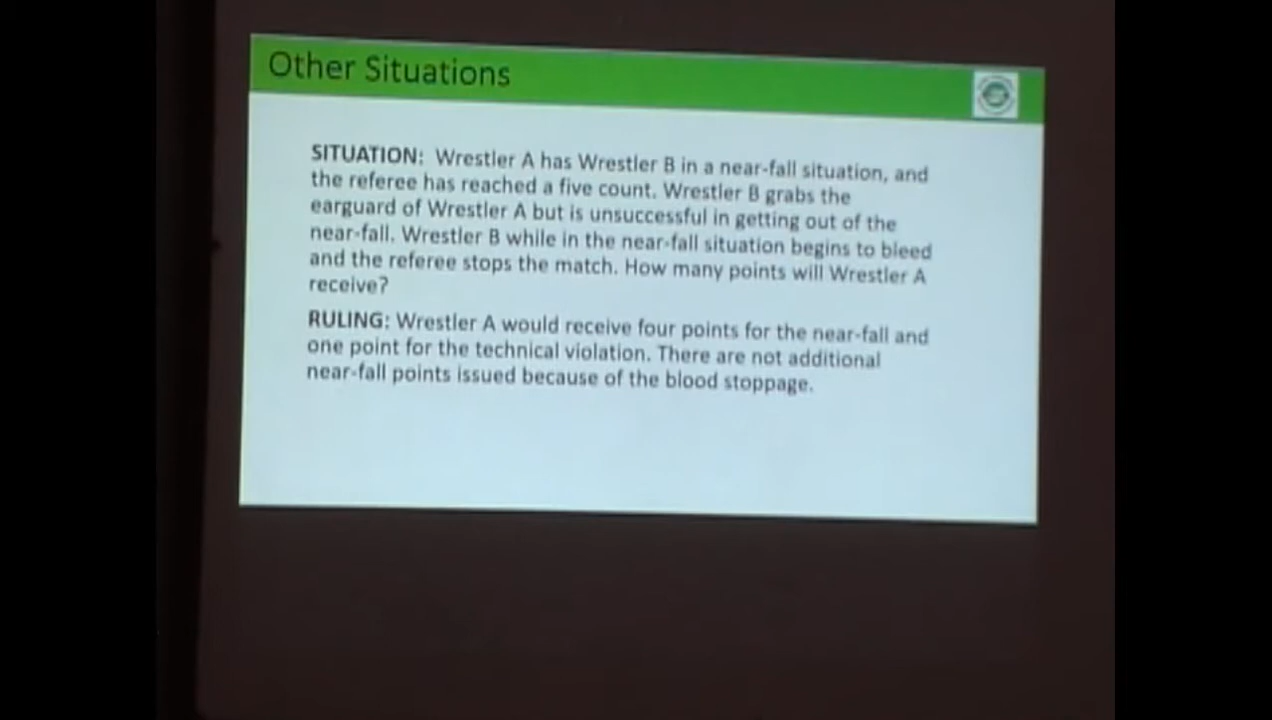 Other Situations
SITUATION: Wrestler A has Wrestler B in a near-fall situation, and
the referee has reached a five count. Wrestler B grabs the
earguard of Wrestler A but is unsuccessful in getting out of the
near-fall. Wrestler B while in the near-fall situation begins to bleed
and the referee stops the match. How many points will Wrestler A
receive?
RULING: Wrestler A would receive four points for the near-fall and
one point for the technical violation. There are not additional
near-fall points issued because of the blood stoppage.